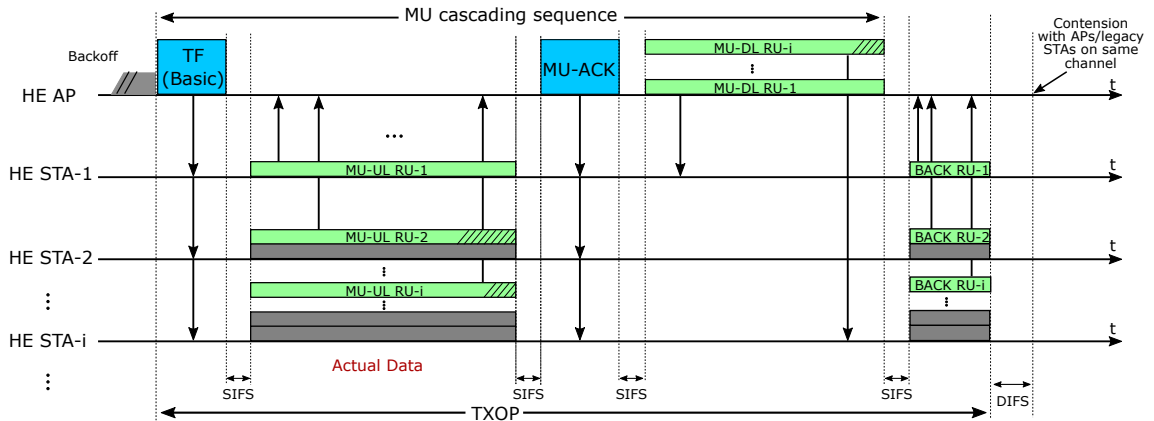 MU cascading sequence
Contension
with APs/legacy
STAs on same
channel
Backoff
TF
(Basic)
MU-ACK
MU-DL RU-i
MU-DL RU-1
HE AP
t
...
HE STA-1
MU-UL RU-1
BACK RU-1
t
HE STA-2
MU-UL RU-2
BACK RU-2
t
...
MU-UL RU-i
BACK RU-i
...
...
...
HE STA-i
t
...
Actual Data
SIFS
SIFS
SIFS
SIFS
DIFS
TXOP